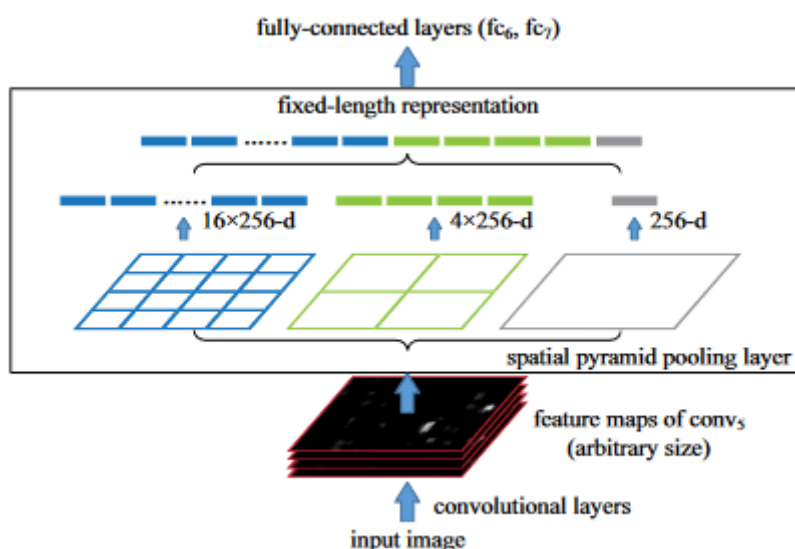 fully-connected layers (fc₆, fc₇)
fixed-length representation
......
......
16×256-d
4×256-d
256-d
spatial pyramid pooling layer
feature maps of conv₅
(arbitrary size)
convolutional layers
input image